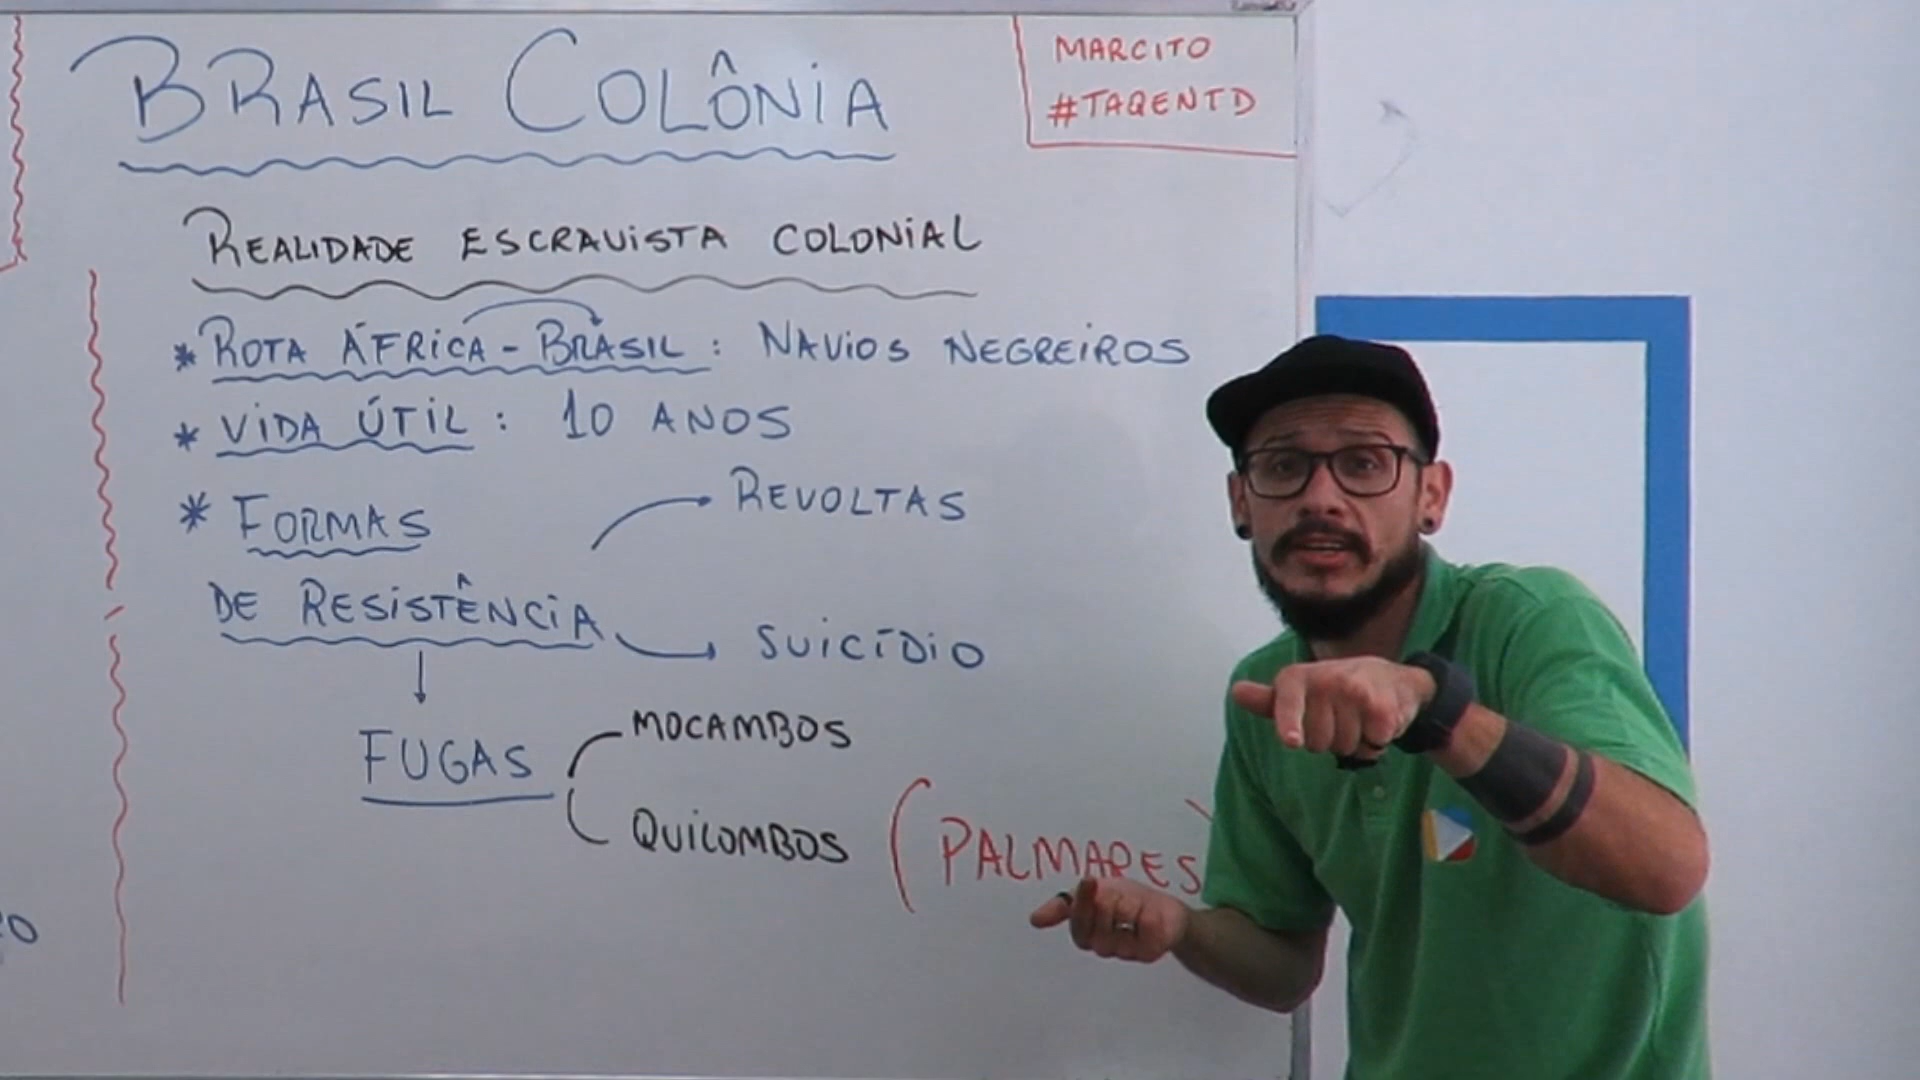 BRASIL COLÔNIA
MARCITO
#TAQENTD
REALIDADE ESCRAVISTA COLONIAL
* ROTA ÁFRICA - BRASIL : NAVIOS NEGREIROS
* VIDA ÚTIL : 10 ANOS
* FORMAS
DE RESISTÊNCIA
REVOLTAS
SUICÍDIO
FUGAS
MOCAMBOS
QUILOMBOS (PALMARES)